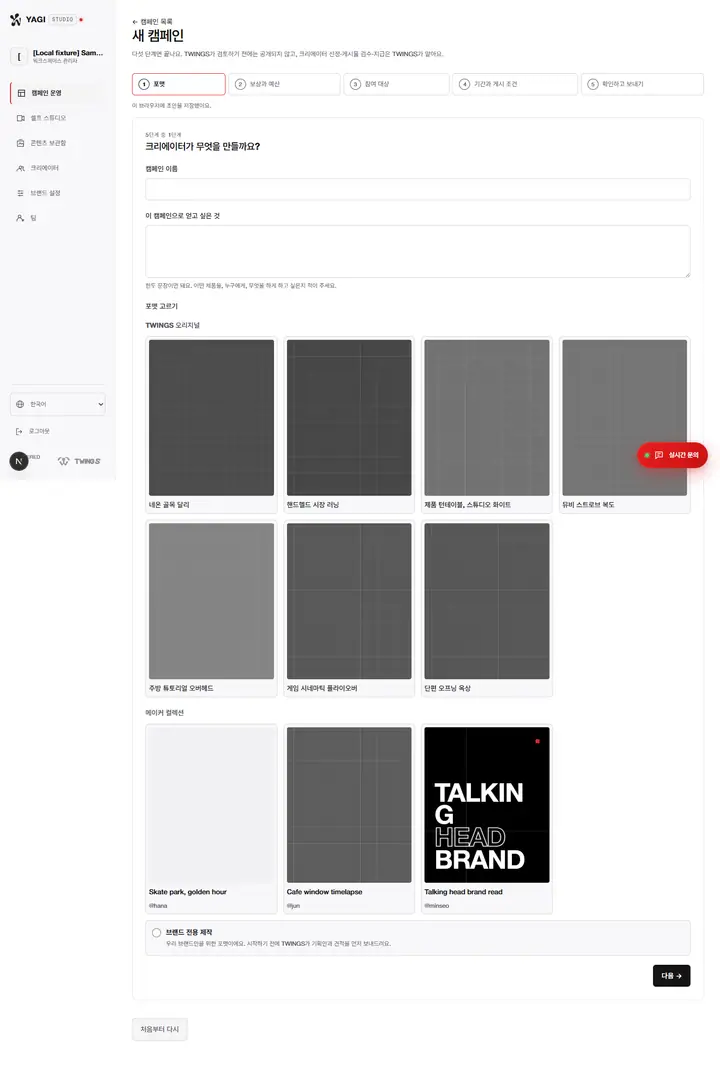 YAGI STUDIO
[Local fixture] Sam...
워크스페이스 관리자
캠페인 운영
쉘프 스튜디오
콘텐츠 보관함
크리에이터
브랜드 설정
팀
한국어
로그아웃
N
TWINGS
← 캠페인 목록
새 캠페인
다섯 단계면 끝나요. TWINGS가 검토하기 전에는 공개되지 않고, 크리에이터 선정·게시물 검수·지급은 TWINGS가 맡아요.
1 포맷
2 보상과 예산
3 참여 대상
4 기간과 게시 조건
5 확인하고 보내기
이 브라우저에 초안을 저장했어요.
5단계 중 1단계
크리에이터가 무엇을 만들까요?
캠페인 이름
이 캠페인으로 얻고 싶은 것
한두 문장이면 돼요. 어떤 제품을, 누구에게, 무엇을 하게 하고 싶은지 적어 주세요.
포맷 고르기
TWINGS 오리지널
네온 골목 달리
핸드헬드 시장 러닝
제품 턴테이블, 스튜디오 화이트
뮤비 스트로브 복도
실시간 문의
주방 튜토리얼 오버헤드
게임 시네마틱 플라이오버
단편 오프닝 옥상
메이커 컬렉션
TALKIN
G
HEAD
BRAND
Skate park, golden hour
@hana
Cafe window timelapse
@jun
Talking head brand read
@minseo
브랜드 전용 제작
우리 브랜드만을 위한 포맷이에요. 시작하기 전에 TWINGS가 기획안과 견적을 먼저 보내드려요.
다음 →
처음부터 다시